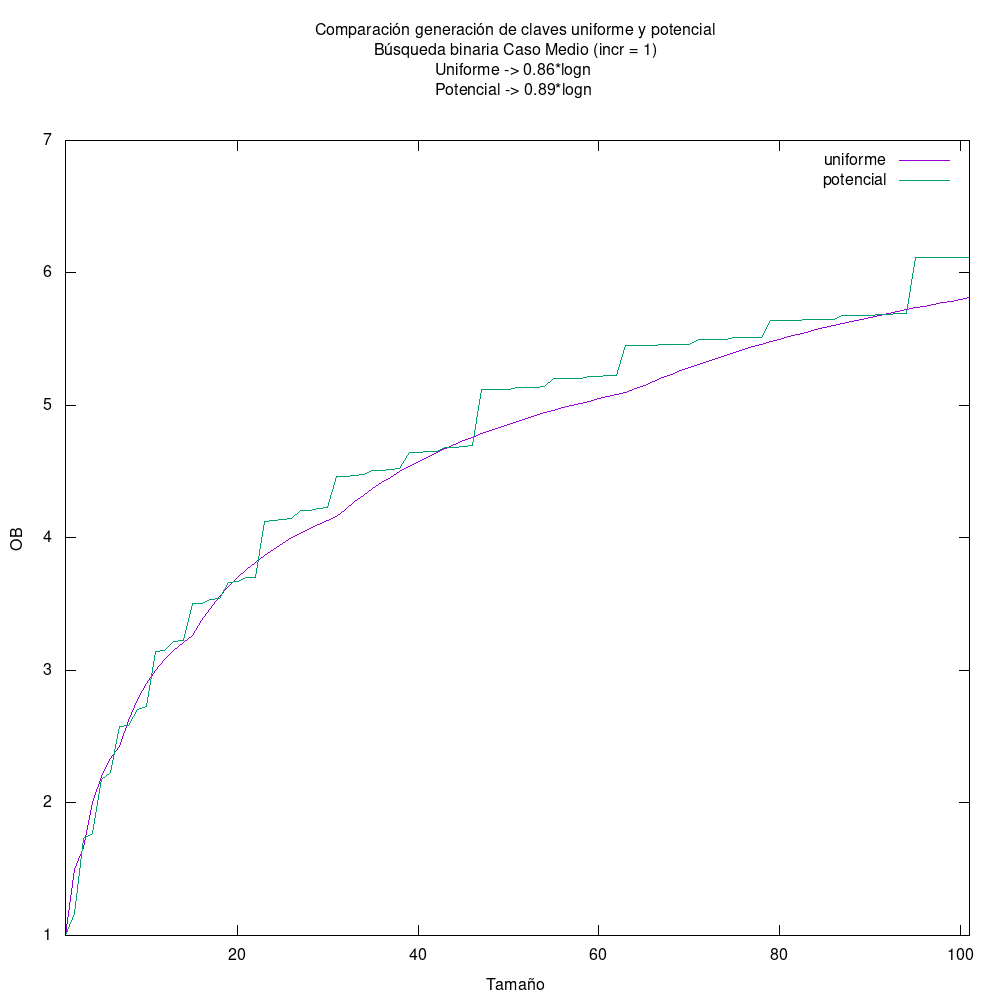 Comparación generación de claves uniforme y potencial
Búsqueda binaria Caso Medio (incr = 1)
Uniforme -> 0.86*logn
Potencial -> 0.89*logn
uniforme
potencial
7
6
5
4
3
2
1
OB
20
40
60
80
100
Tamaño